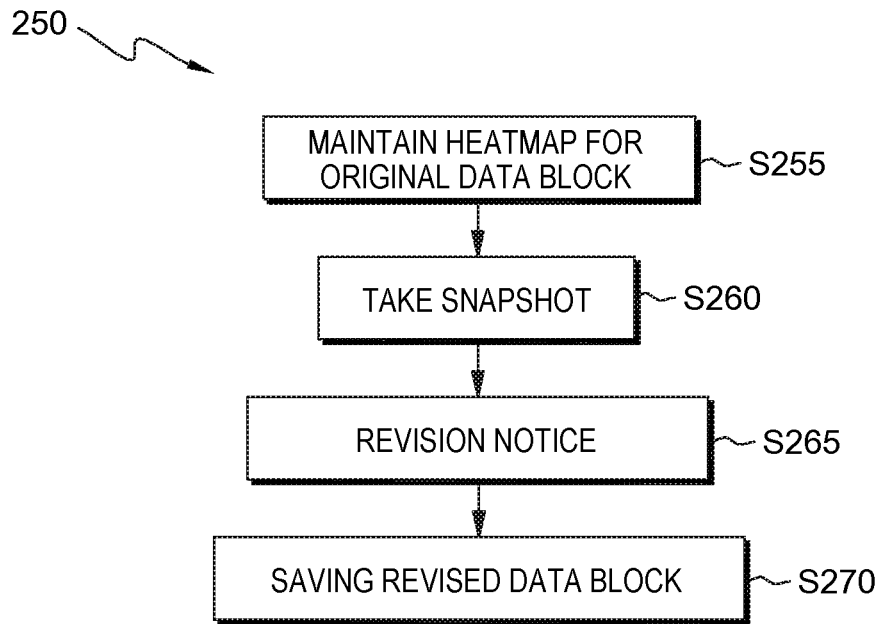 250
MAINTAIN HEATMAP FOR
ORIGINAL DATA BLOCK
S255
TAKE SNAPSHOT
S260
REVISION NOTICE
S265
SAVING REVISED DATA BLOCK
S270